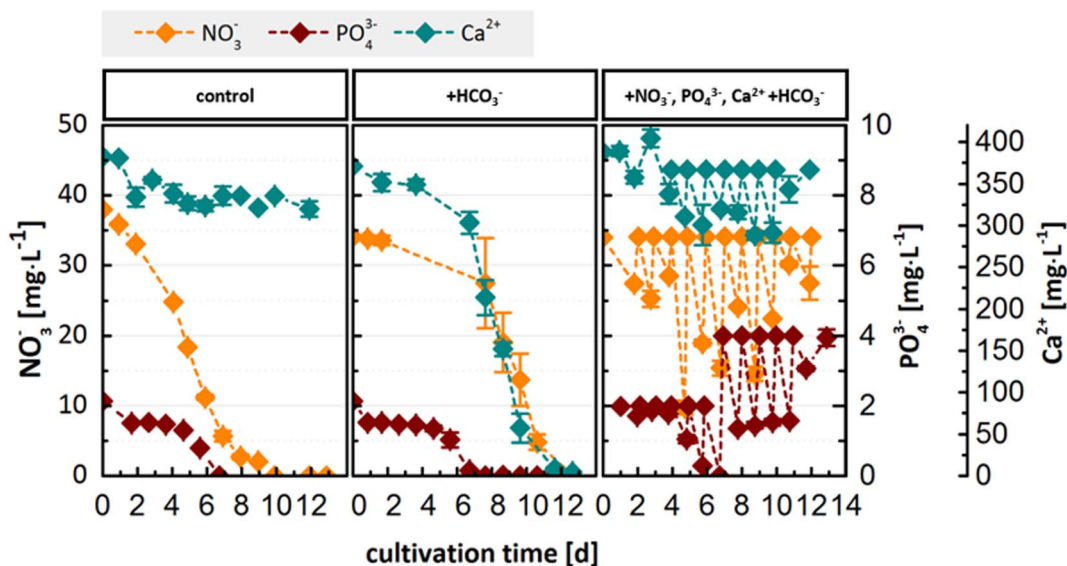 NO₃⁻ PO₄³⁻ Ca²⁺
control +HCO₃⁻ +NO₃⁻, PO₄³⁻, Ca²⁺ +HCO₃⁻
NO₃⁻ [mg·L⁻¹]
50
40
30
20
10
0
0 2 4 6 8 10 12
0 2 4 6 8 10 12
0 2 4 6 8 10 12 14
10
8
6
4
2
0
PO₄³⁻ [mg·L⁻¹]
400
350
300
250
200
150
100
50
0
Ca²⁺ [mg·L⁻¹]
cultivation time [d]